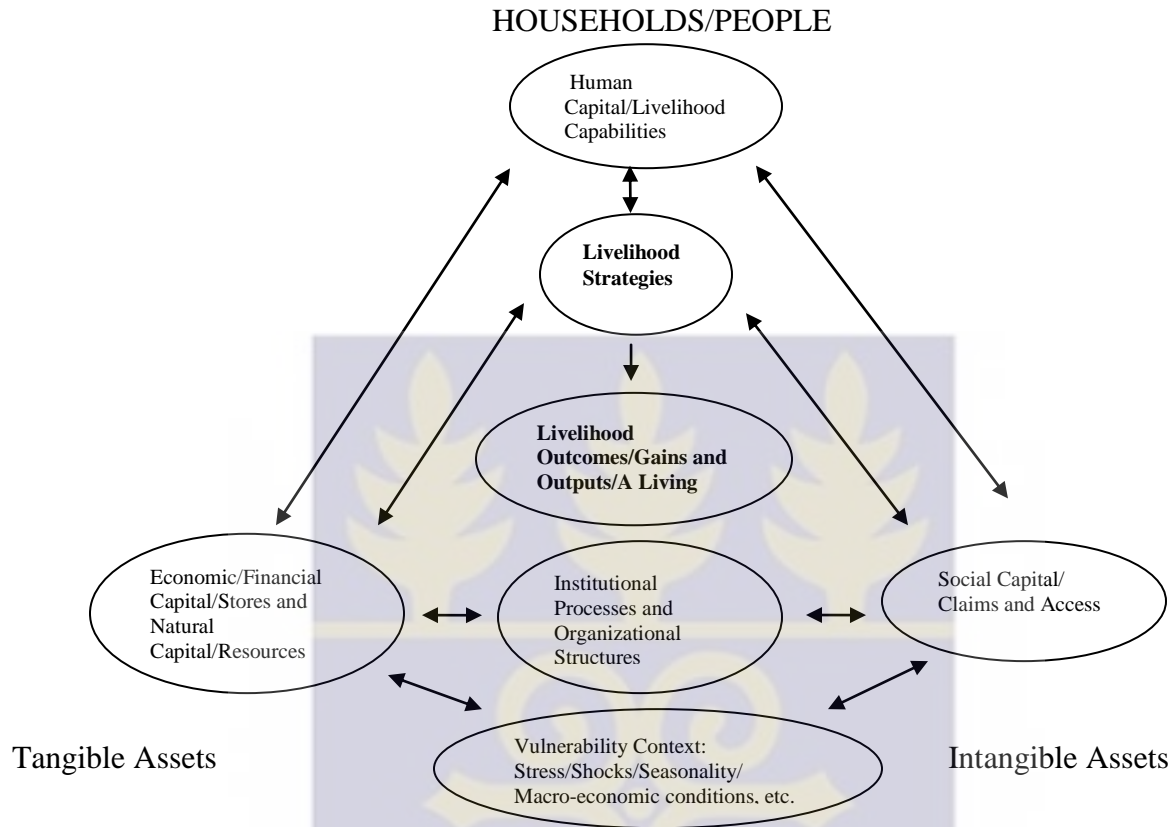 HOUSEHOLDS/PEOPLE
Human
Capital/Livelihood
Capabilities
Livelihood
Strategies
Livelihood
Outcomes/Gains and
Outputs/A Living
Economic/Financial
Capital/Stores and
Natural
Capital/Resources
Institutional
Processes and
Organizational
Structures
Social Capital/
Claims and Access
Tangible Assets
Vulnerability Context:
Stress/Shocks/Seasonality/
Macro-economic conditions, etc.
Intangible Assets